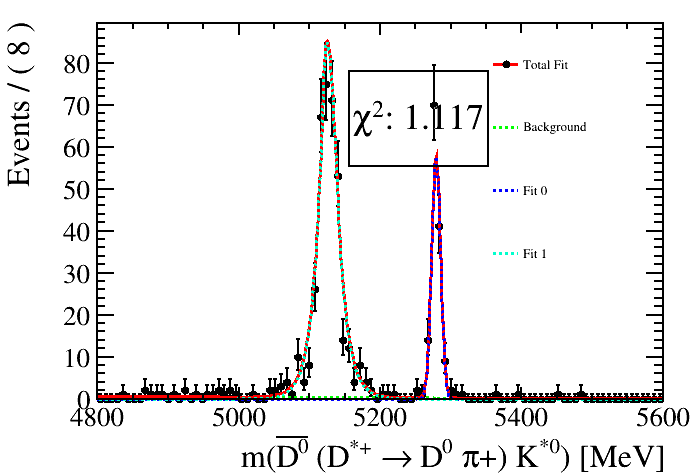 Events / ( 8 )
80
70
60
50
40
30
20
10
0
4800 5000 5200 5400 5600
m(D̅⁰ (D*⁺ → D⁰ π+) K*⁰) [MeV]
χ²: 1.117
Total Fit
Background
Fit 0
Fit 1